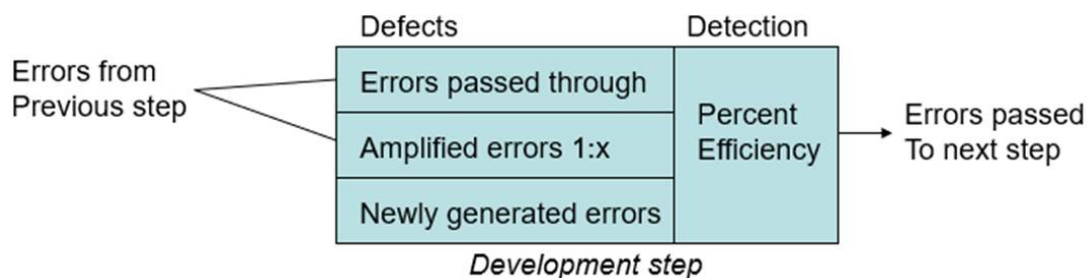 Defects
Detection
Errors from
Previous step
Errors passed through
Amplified errors 1:x
Newly generated errors
Percent
Efficiency
Errors passed
To next step
Development step